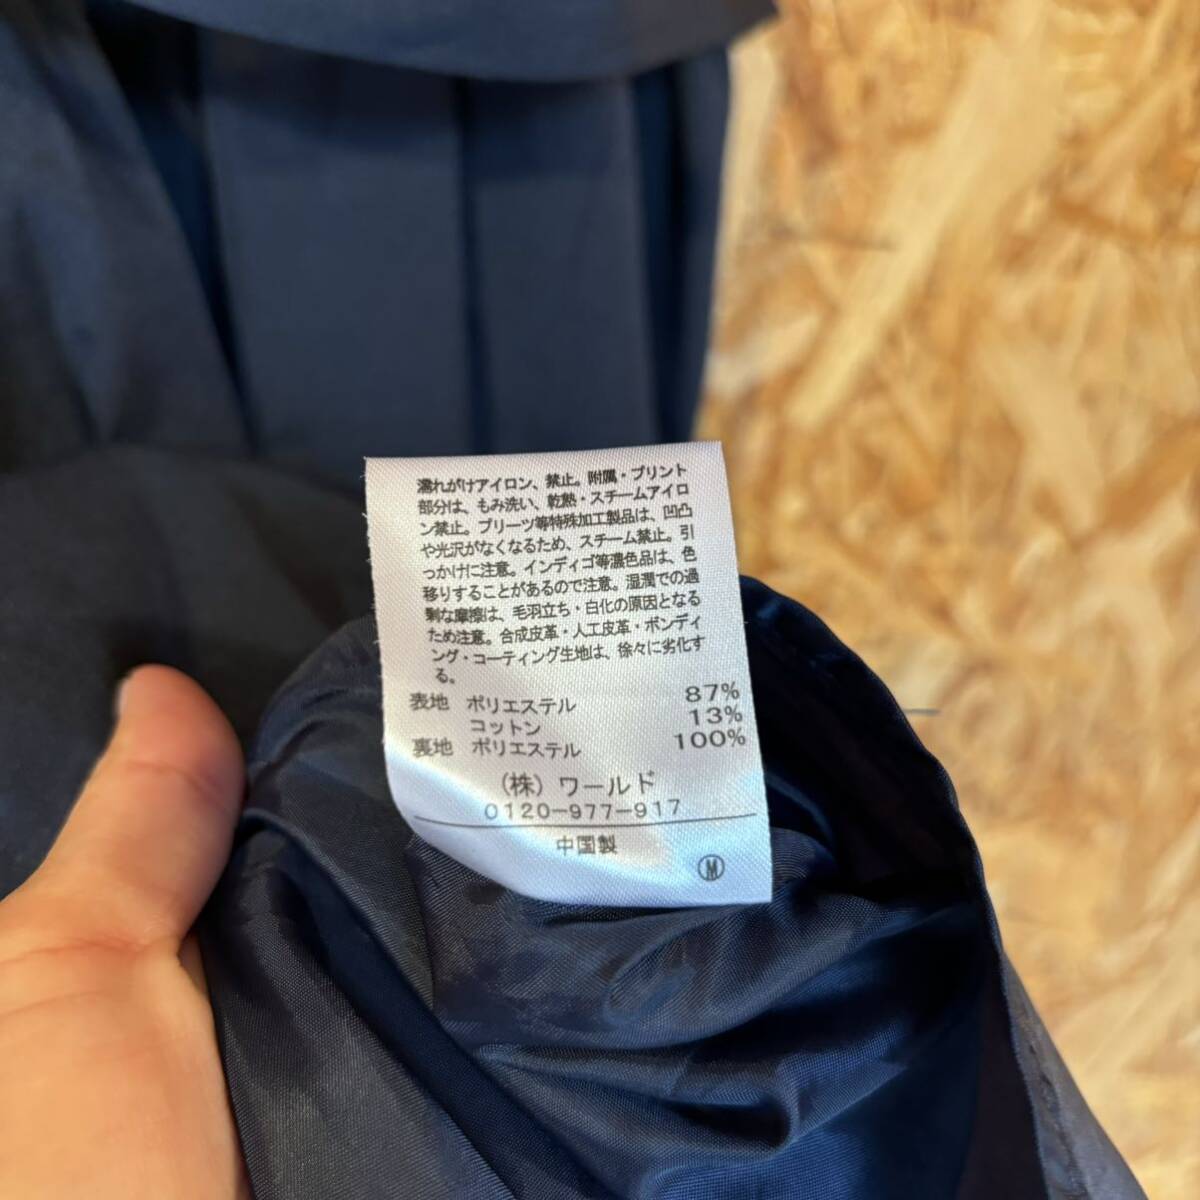 濡れがけアイロン、禁止。附属・プリント
部分は、もみ洗い、乾熱・スチームアイロ
ン禁止。プリーツ等特殊加工製品は、凹凸
や光沢がなくなるため、スチーム禁止。引
っかけに注意。インディゴ等濃色品は、色
移りすることがあるので注意。湿潤での過
剰な摩擦は、毛羽立ち・白化の原因となる
ため注意。合成皮革・人工皮革・ボンディ
ング・コーティング生地は、徐々に劣化す
る。
表地 ポリエステル 87%
コットン 13%
裏地 ポリエステル 100%
(株) ワールド
0120-977-917
中国製
Ⓜ